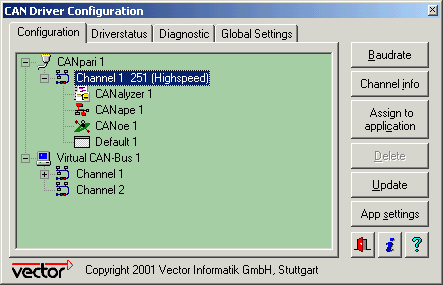 CAN Driver Configuration
Configuration Driverstatus Diagnostic Global Settings
CANpari 1
Channel 1 251 (Highspeed)
CANalyzer 1
CANape 1
CANoe 1
Default 1
Virtual CAN-Bus 1
Channel 1
Channel 2
Baudrate
Channel info
Assign to
application
Delete
Update
App settings
vector Copyright 2001 Vector Informatik GmbH, Stuttgart